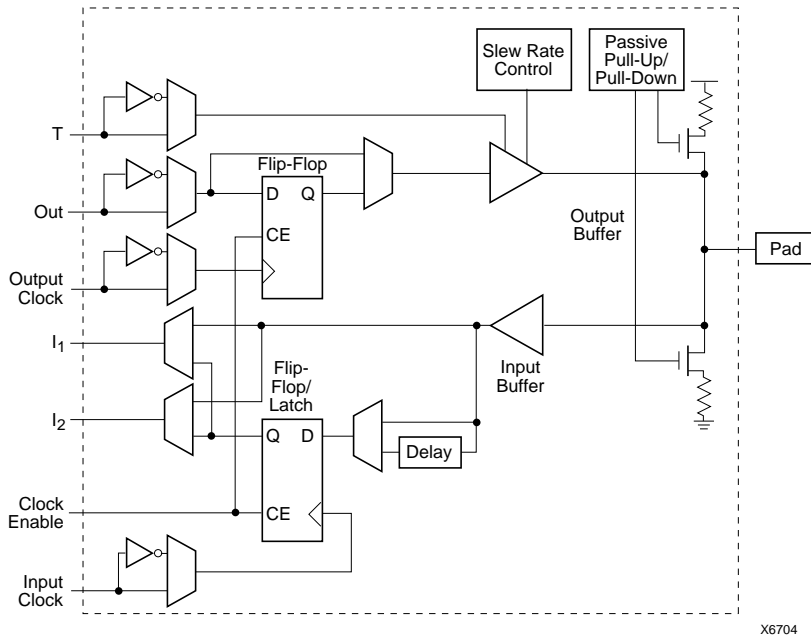 Slew Rate
Control
Passive
Pull-Up/
Pull-Down
T
Flip-Flop
D
Q
Out
CE
Output
Buffer
Pad
Output
Clock
I1
Input
Buffer
Flip-
Flop/
Latch
I2
Q
D
Delay
Clock
Enable
CE
Input
Clock
X6704